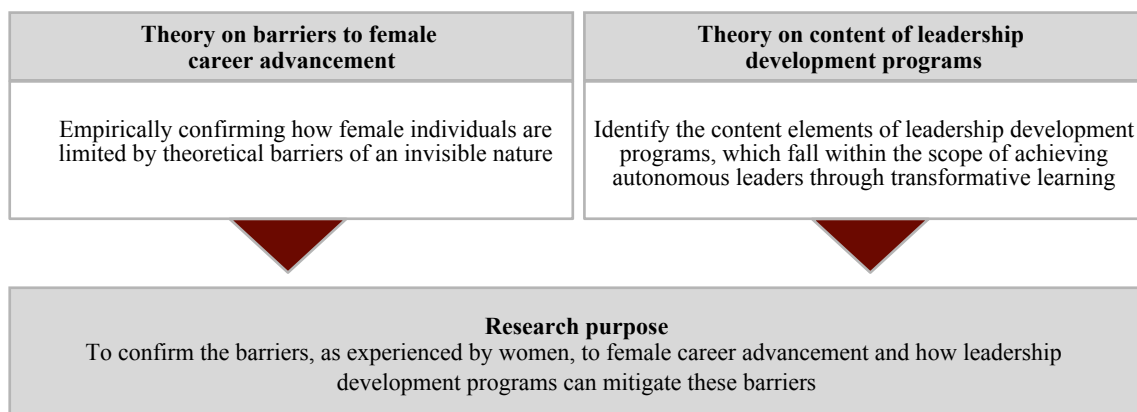 Theory on barriers to female
career advancement
Empirically confirming how female individuals are
limited by theoretical barriers of an invisible nature
Theory on content of leadership
development programs
Identify the content elements of leadership development
programs, which fall within the scope of achieving
autonomous leaders through transformative learning
Research purpose
To confirm the barriers, as experienced by women, to female career advancement and how leadership
development programs can mitigate these barriers